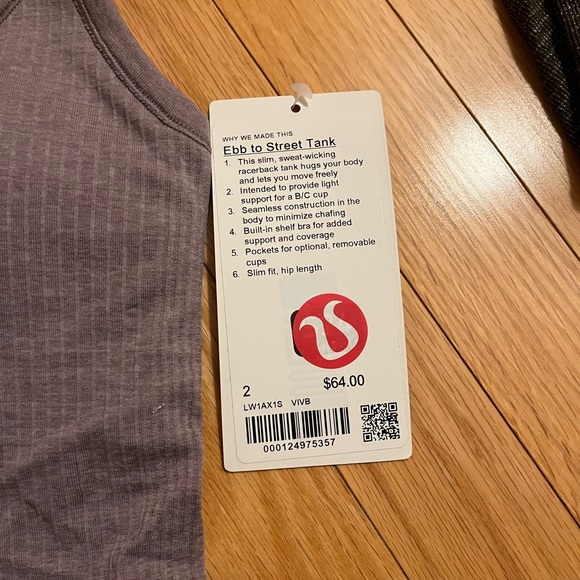 WHY WE MADE THIS
Ebb to Street Tank
1. This slim, sweat-wicking
racerback tank hugs your body
and lets you move freely
2. Intended to provide light
support for a B/C cup
3. Seamless construction in the
body to minimize chafing
4. Built-in shelf bra for added
support and coverage
5. Pockets for optional, removable
cups
6. Slim fit, hip length
2 $64.00
LW1AX1S VIVB
000124975357